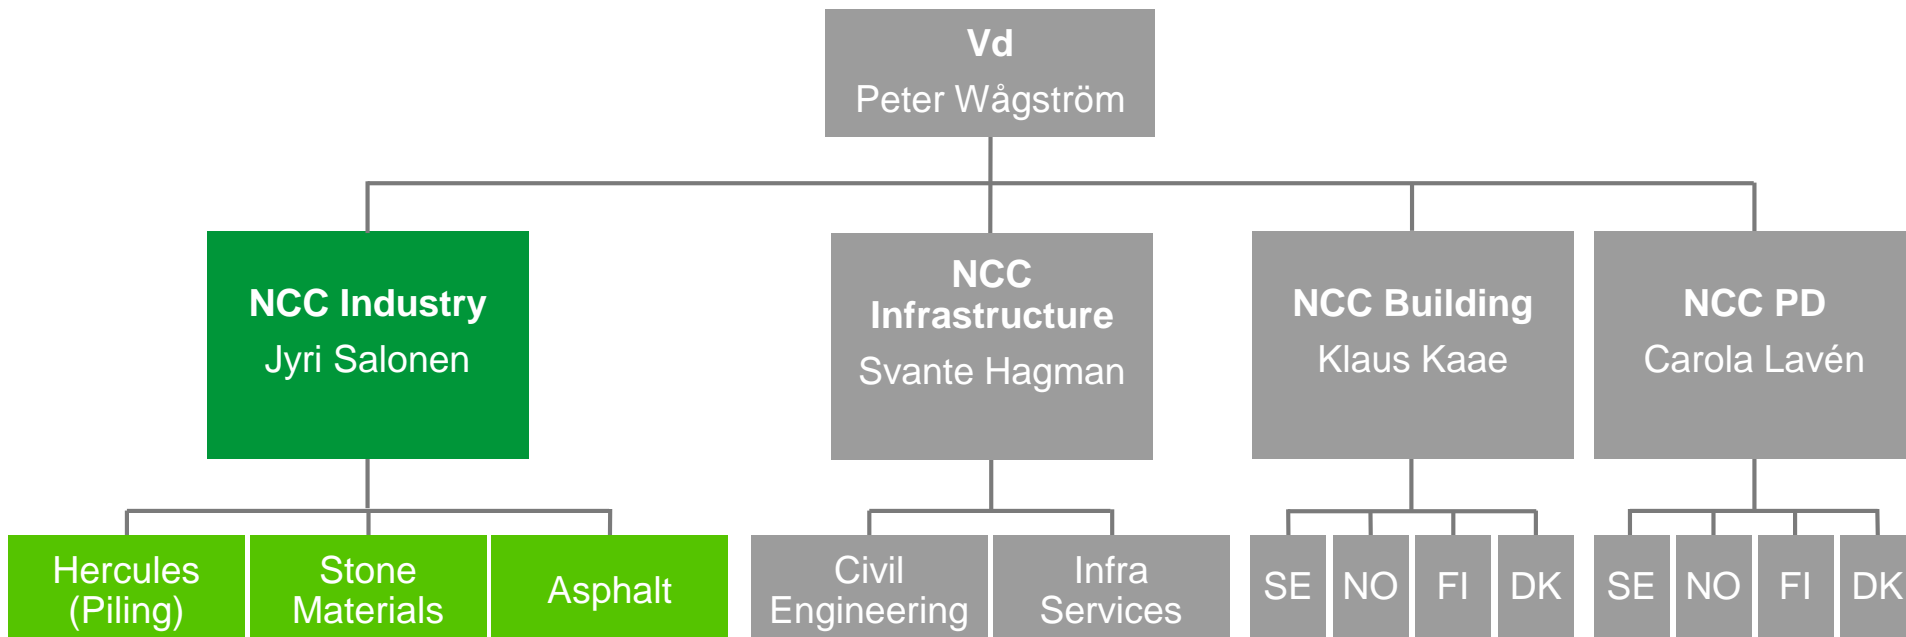 Vd
Peter Wågström
NCC Industry
Jyri Salonen
NCC
Infrastructure
Svante Hagman
NCC Building
Klaus Kaae
NCC PD
Carola Lavén
Hercules
(Piling)
Stone
Materials
Asphalt
Civil
Engineering
Infra
Services
SE
NO
FI
DK
SE
NO
FI
DK